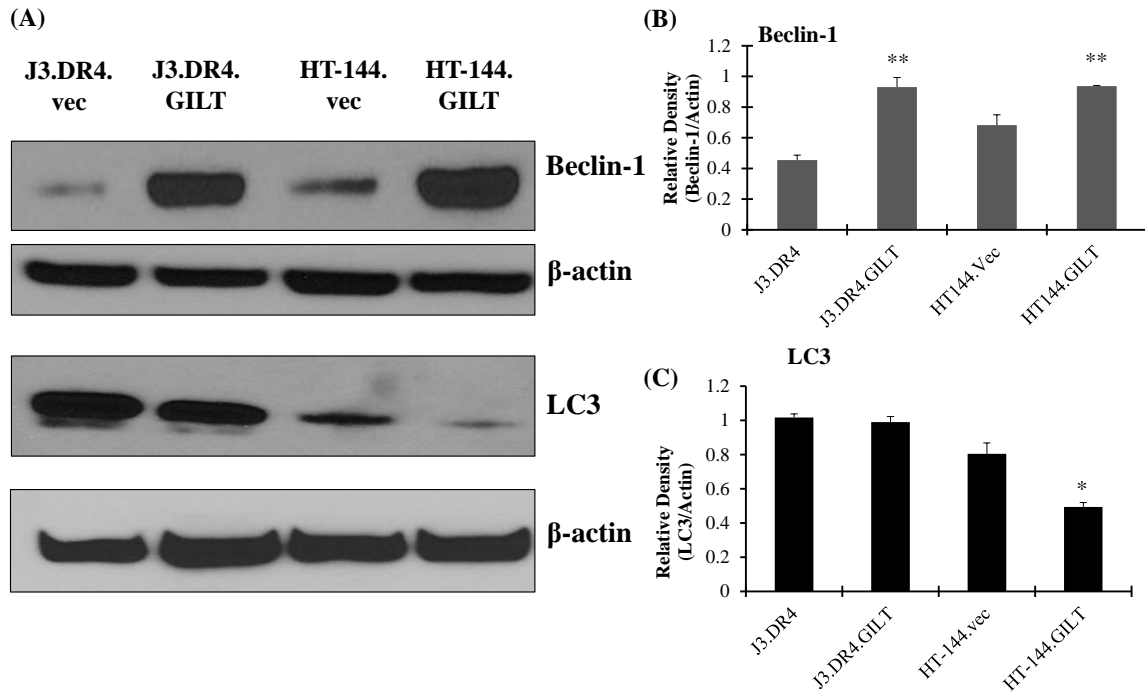 (A)
J3.DR4.
vec
J3.DR4.
GILT
HT-144.
vec
HT-144.
GILT
Beclin-1
β-actin
LC3
β-actin
(B)
Beclin-1
Relative Density
(Beclin-1/Actin)
1.2
1
0.8
0.6
0.4
0.2
0
**
**
J3.DR4
J3.DR4.GILT
HT144.Vec
HT144.GILT
(C)
LC3
Relative Density
(LC3/Actin)
1.2
1
0.8
0.6
0.4
0.2
0
*
J3.DR4
J3.DR4.GILT
HT-144.vec
HT-144.GILT